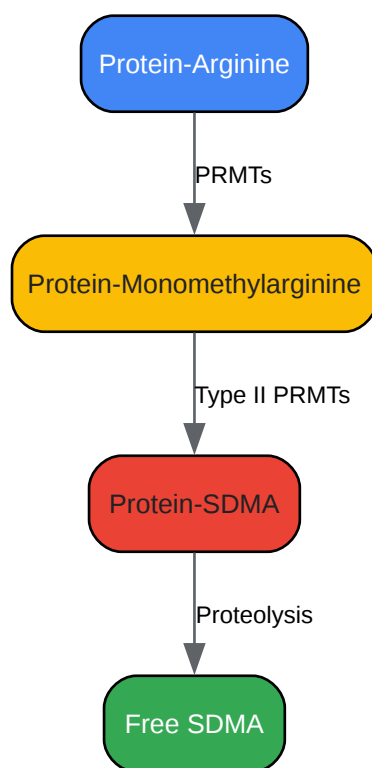 Protein-Arginine
PRMTs
Protein-Monomethylarginine
Type II PRMTs
Protein-SDMA
Proteolysis
Free SDMA